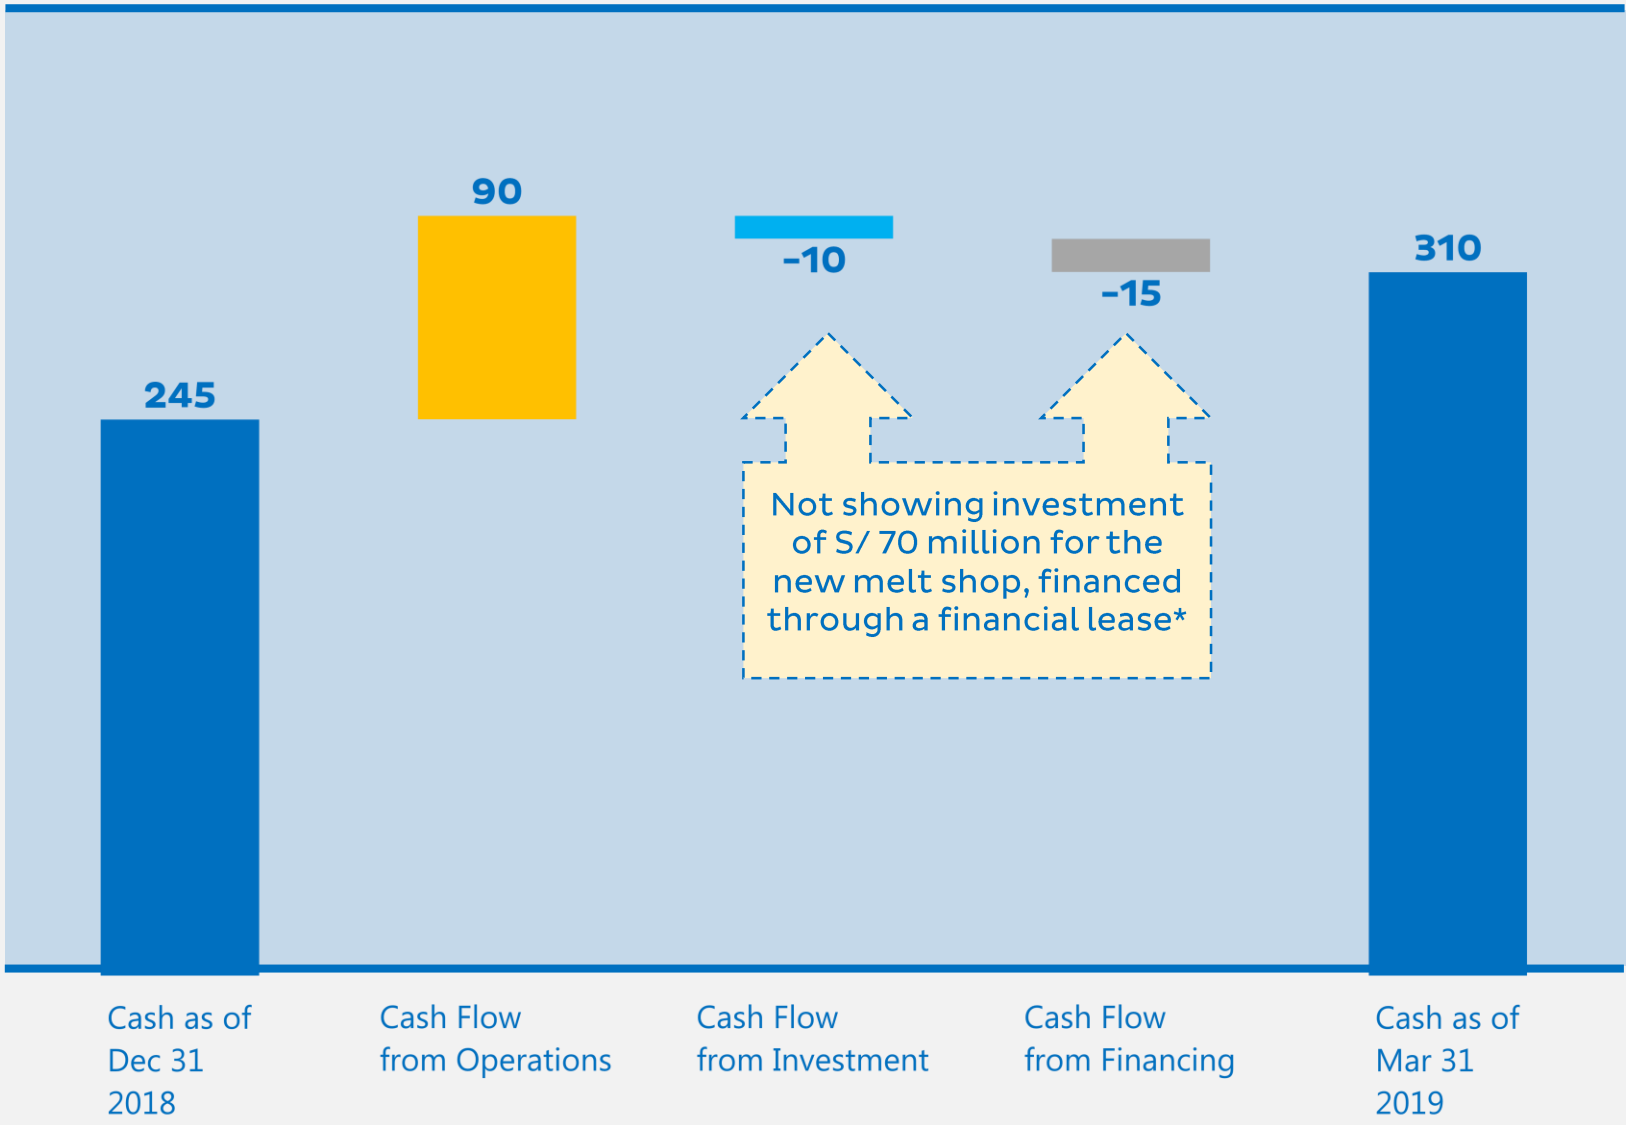 90
-10
-15
310
245
Not showing investment
of S/ 70 million for the
new melt shop, financed
through a financial lease*
Cash as of
Dec 31
2018
Cash Flow
from Operations
Cash Flow
from Investment
Cash Flow
from Financing
Cash as of
Mar 31
2019